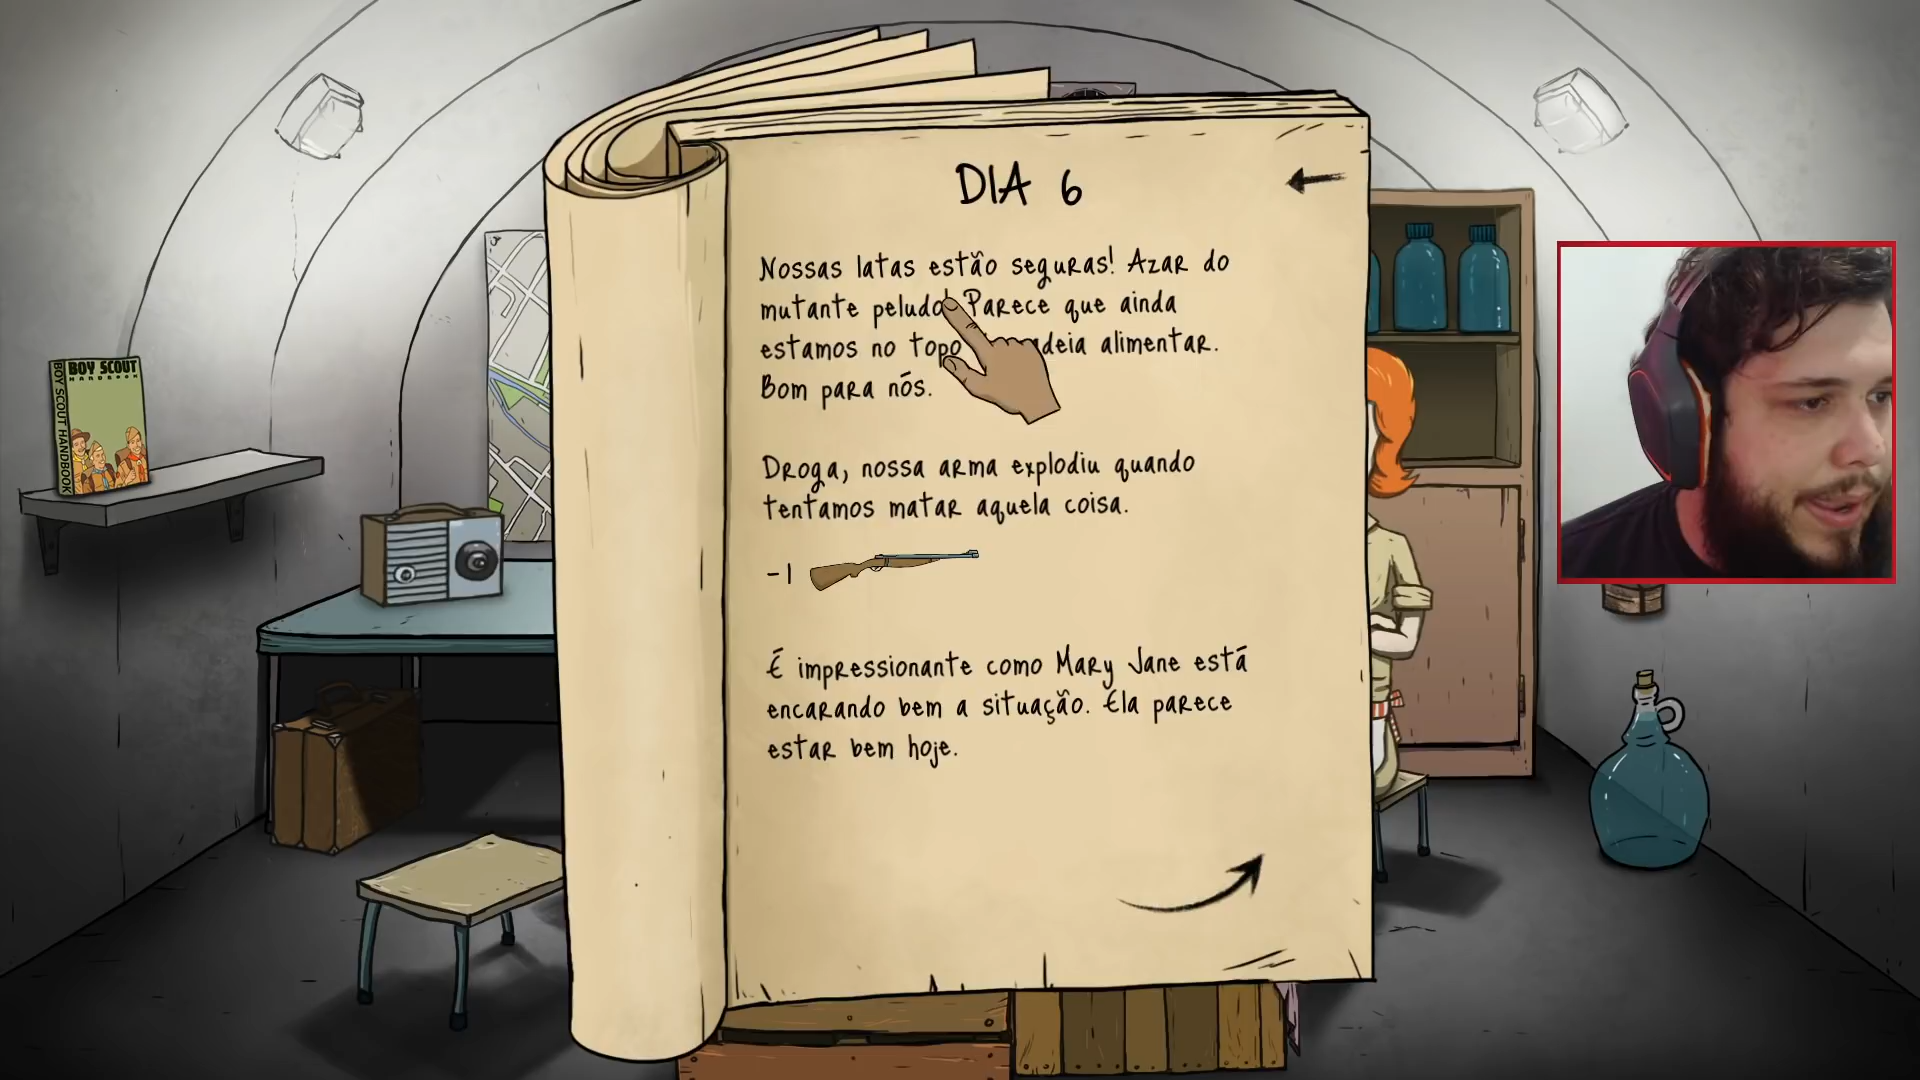 DIA 6
Nossas latas estão seguras! Azar do
mutante peludo! Parece que ainda
estamos no topo adeia alimentar.
Bom para nós.
Droga, nossa arma explodiu quando
tentamos matar aquela coisa.
-1
É impressionante como Mary Jane está
encarando bem a situação. Ela parece
estar bem hoje.
BOY SCOUT
HANDBOOK
BOY SCOUT HANDBOOK